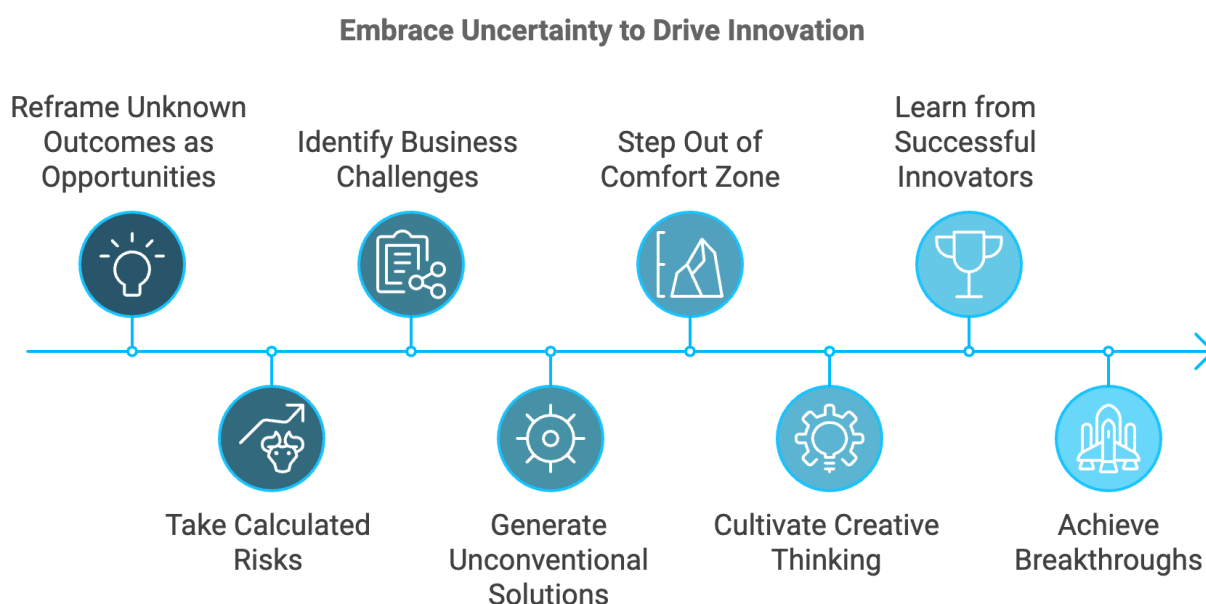 Embrace Uncertainty to Drive Innovation
Reframe Unknown
Outcomes as
Opportunities
Take Calculated
Risks
Identify Business
Challenges
Generate
Unconventional
Solutions
Step Out of
Comfort Zone
Cultivate Creative
Thinking
Learn from
Successful
Innovators
Achieve
Breakthroughs